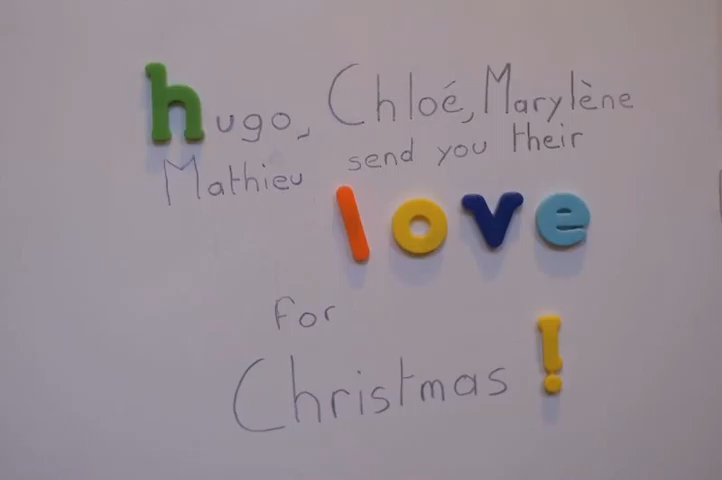 hugo, Chloé, Marylène
Mathieu send you their
love
for
Christmas!